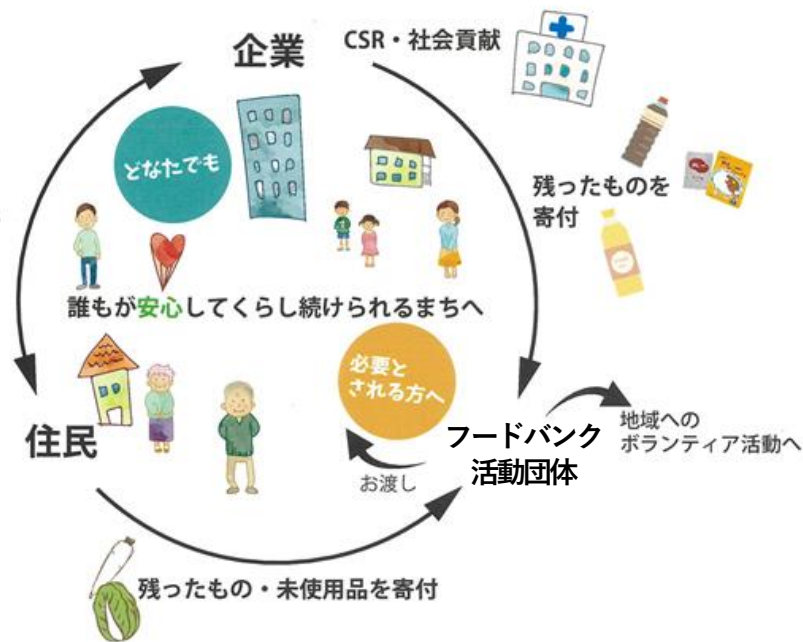 企業
CSR・社会貢献
どなたでも
残ったものを
寄付
誰もが安心してくらし続けられるまちへ
必要と
される方へ
住民
フードバンク
活動団体
地域への
ボランティア活動へ
お渡し
残ったもの・未使用品を寄付